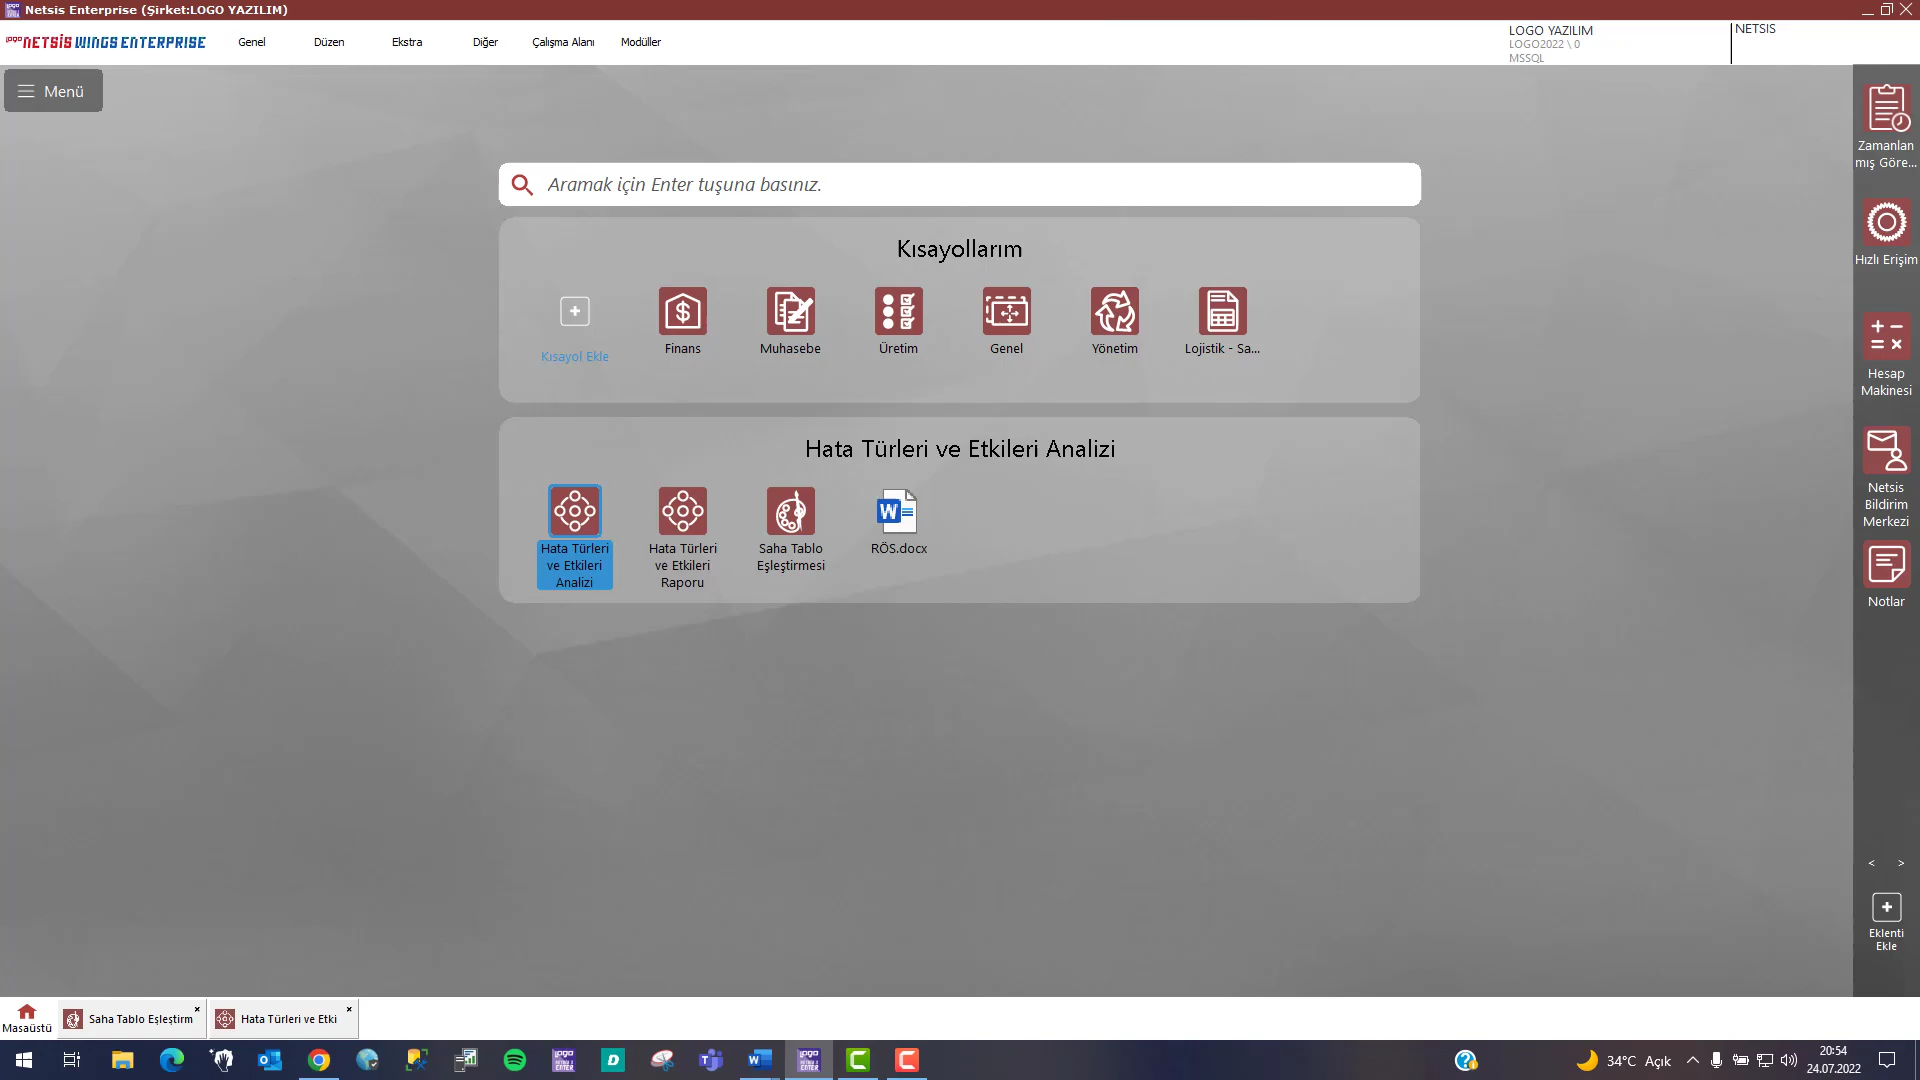 Netsis Enterprise (Şirket:LOGO YAZILIM)
LOGO NETSİS WINGS ENTERPRISE
Genel
Düzen
Ekstra
Diğer
Çalışma Alanı
Modüller
LOGO YAZILIM
LOGO2022 \ 0
MSSQL
NETSIS
Menü
Aramak için Enter tuşuna basınız.
Kısayollarım
Kısayol Ekle
Finans
Muhasebe
Üretim
Genel
Yönetim
Lojistik - Sa...
Hata Türleri ve Etkileri Analizi
Hata Türleri
ve Etkileri
Analizi
Hata Türleri
ve Etkileri
Raporu
Saha Tablo
Eşleştirmesi
W
RÖS.docx
Zamanlan
mış Göre...
Hızlı Erişim
Hesap
Makinesi
Netsis
Bildirim
Merkezi
Notlar
< >
Eklenti
Ekle
Masaüstü
Saha Tablo Eşleştirm
Hata Türleri ve Etki
34°C Açık
20:54
24.07.2022